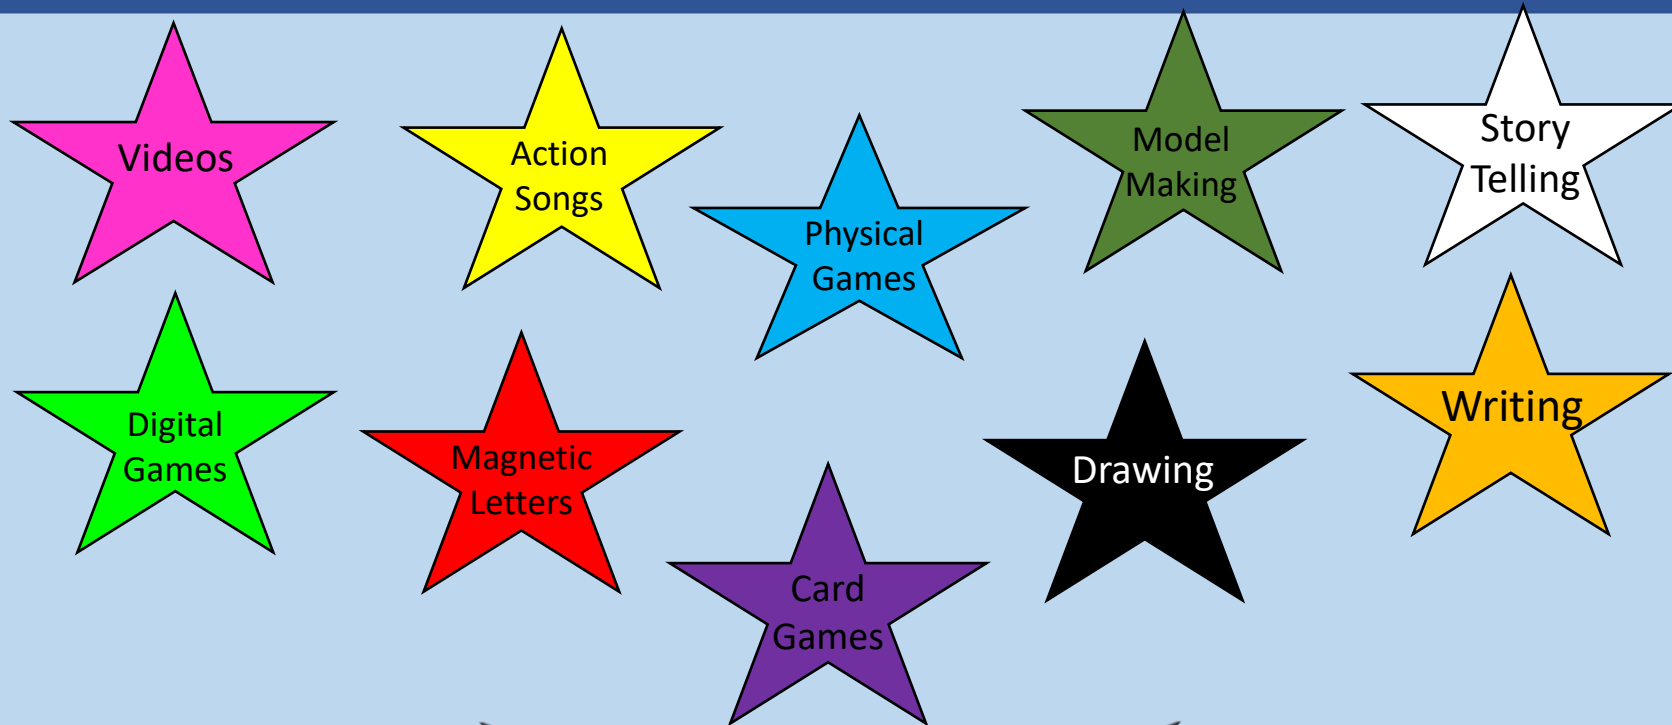 Videos
Action
Songs
Physical
Games
Model
Making
Story
Telling
Digital
Games
Magnetic
Letters
Card
Games
Drawing
Writing